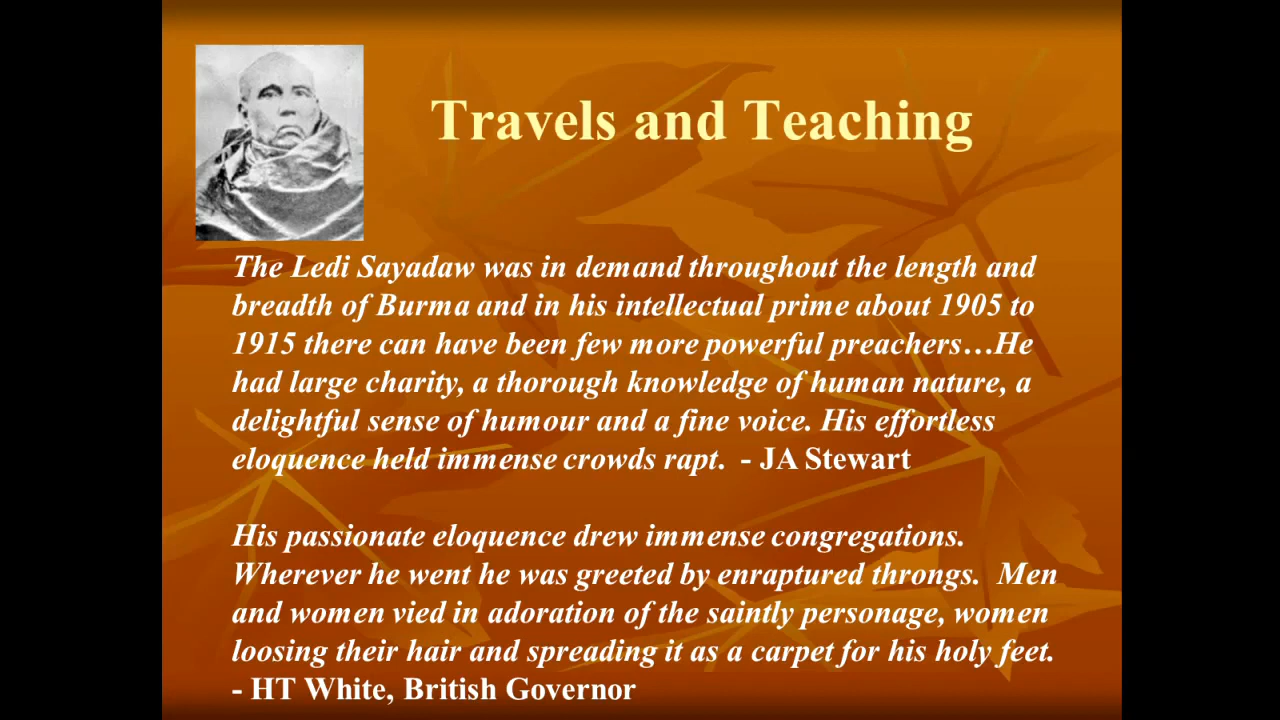 Travels and Teaching
The Ledi Sayadaw was in demand throughout the length and
breadth of Burma and in his intellectual prime about 1905 to
1915 there can have been few more powerful preachers…He
had large charity, a thorough knowledge of human nature, a
delightful sense of humour and a fine voice. His effortless
eloquence held immense crowds rapt.  - JA Stewart
His passionate eloquence drew immense congregations.
Wherever he went he was greeted by enraptured throngs.  Men
and women vied in adoration of the saintly personage, women
loosing their hair and spreading it as a carpet for his holy feet.
- HT White, British Governor